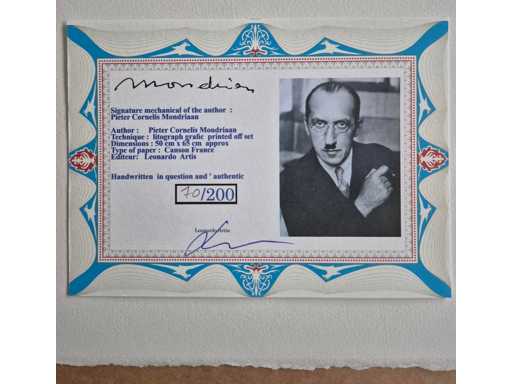 Mondrian
Signature mechanical of the author :
Pieter Cornelis Mondriaan
Author : Pieter Cornelis Mondriaan
Technique : litograph grafic printed off set
Dimensions : 50 cm x 65 cm approx
Type of paper : Canson France
Editeur: Leonardo Artis
Handwritten in question and ' authentic
70/200
Leonardo Artis